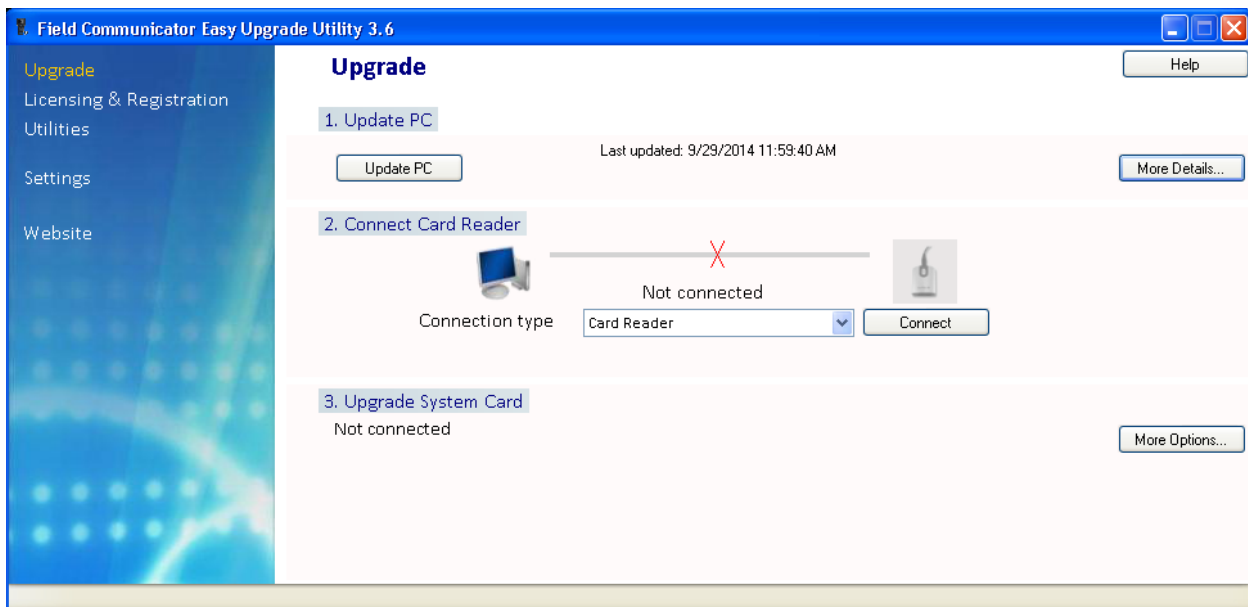 Field Communicator Easy Upgrade Utility 3.6
Upgrade
Licensing & Registration
Utilities
Settings
Website
Upgrade
Help
1. Update PC
Update PC
Last updated: 9/29/2014 11:59:40 AM
More Details...
2. Connect Card Reader
Not connected
Connection type
Card Reader
Connect
3. Upgrade System Card
Not connected
More Options...